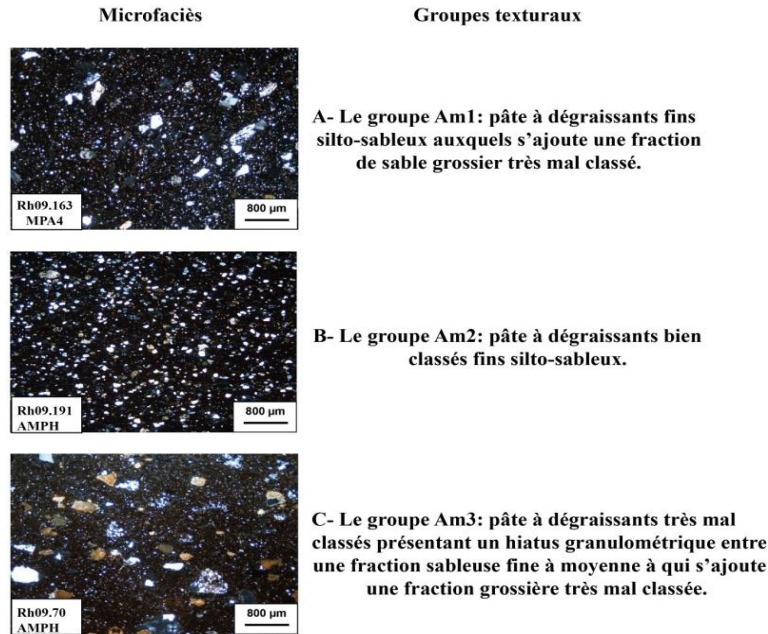 Microfaciès
Groupes texturaux
Rh09.163
MPA4
800 µm
A- Le groupe Am1: pâte à dégraissants fins
silto-sableux auxquels s’ajoute une fraction
de sable grossier très mal classé.
Rh09.191
AMPH
800 µm
B- Le groupe Am2: pâte à dégraissants bien
classés fins silto-sableux.
Rh09.70
AMPH
800 µm
C- Le groupe Am3: pâte à dégraissants très mal
classés présentant un hiatus granulométrique entre
une fraction sableuse fine à moyenne à qui s’ajoute
une fraction grossière très mal classée.